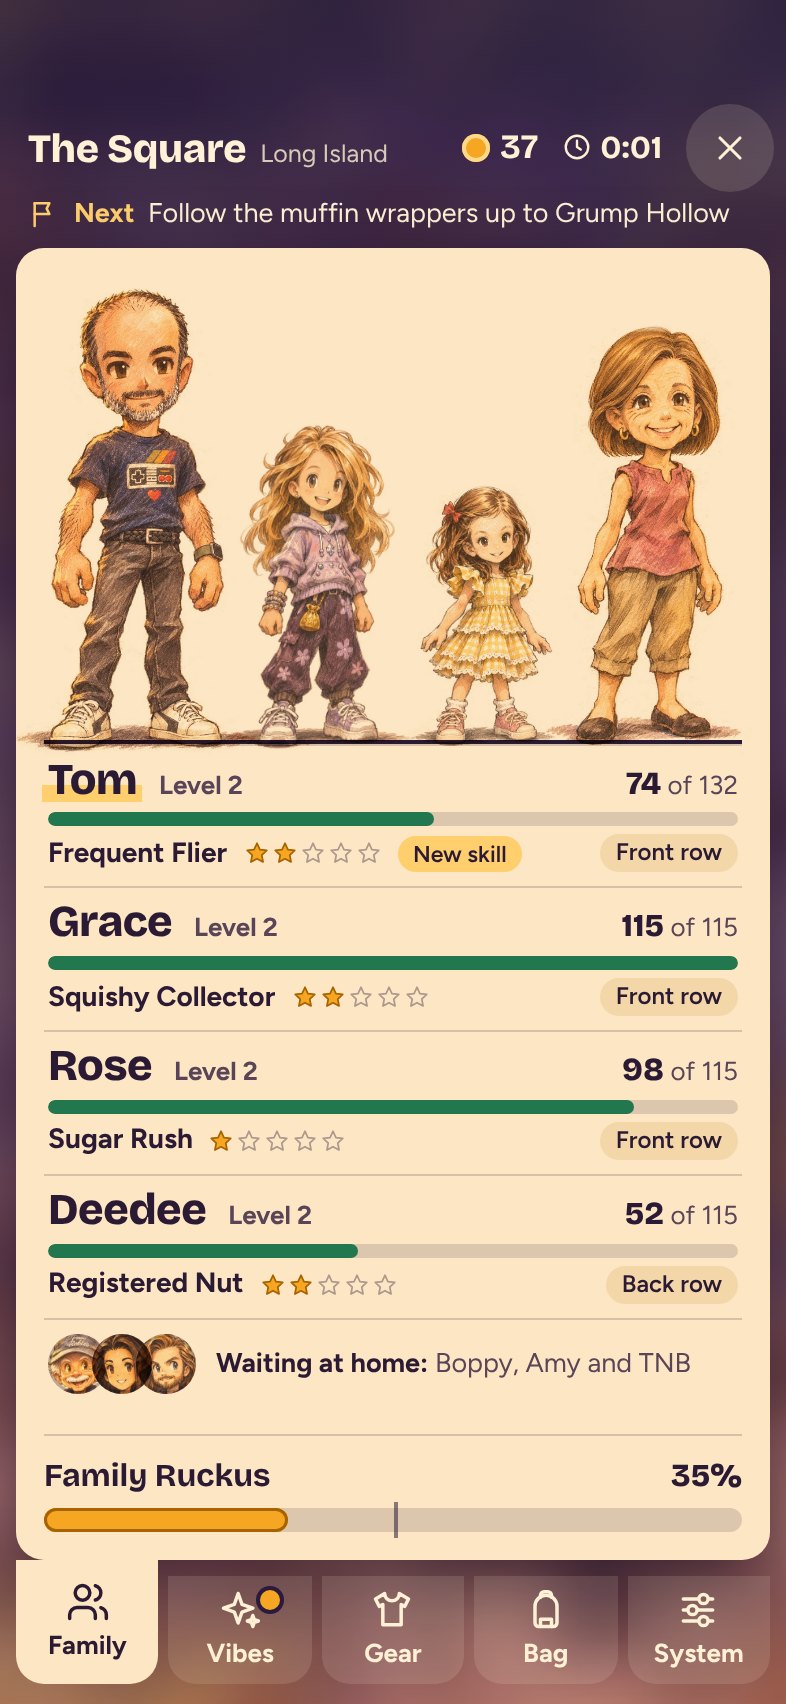 The Square Long Island 37 0:01
Next Follow the muffin wrappers up to Grump Hollow
Tom Level 2 74 of 132
Frequent Flier New skill Front row
Grace Level 2 115 of 115
Squishy Collector Front row
Rose Level 2 98 of 115
Sugar Rush Front row
Deedee Level 2 52 of 115
Registered Nut Back row
Waiting at home: Boppy, Amy and TNB
Family Ruckus 35%
Family Vibes Gear Bag System